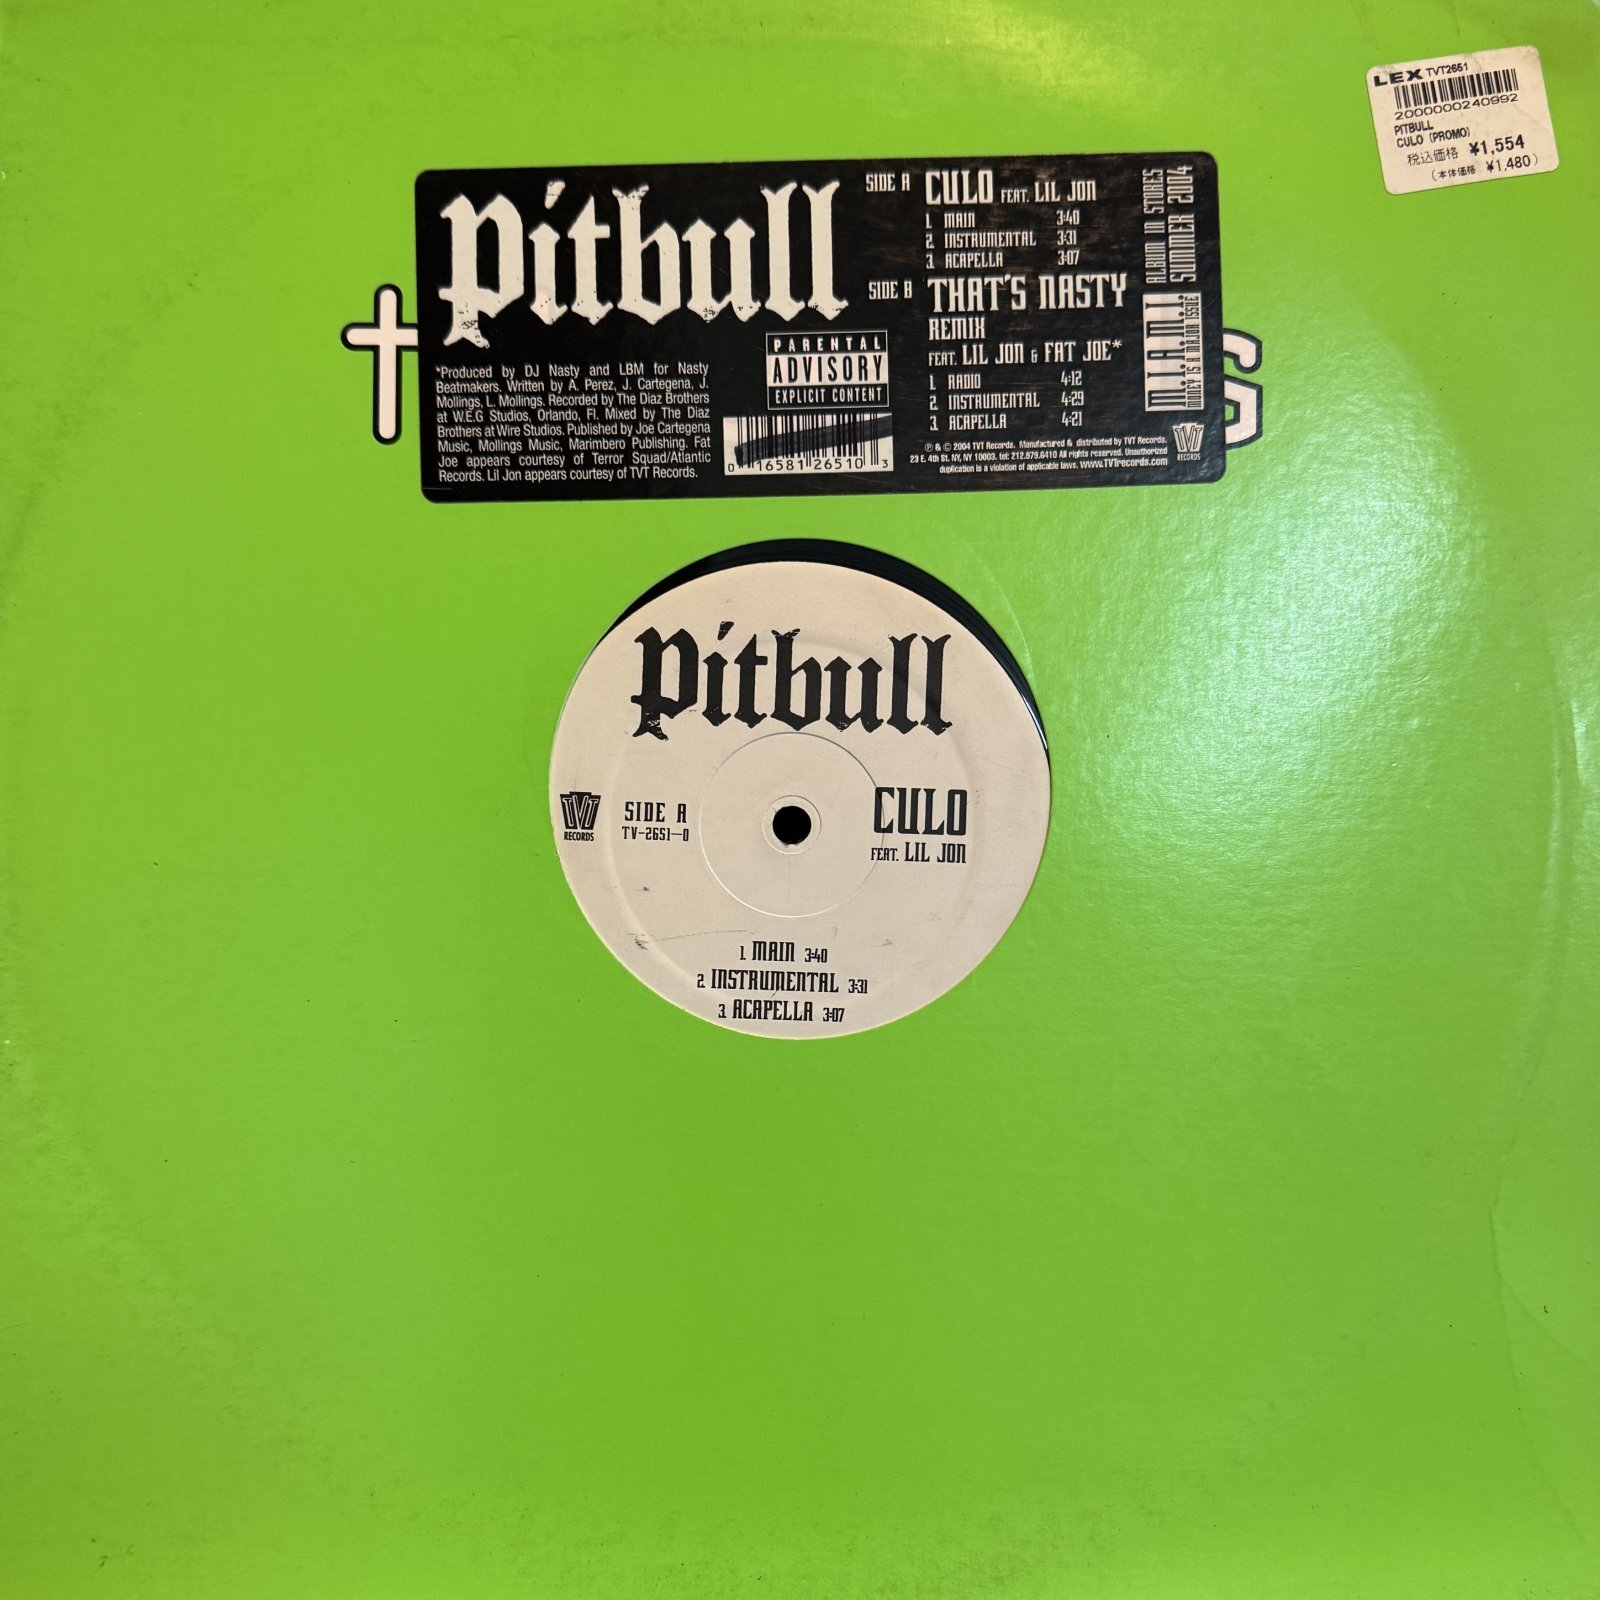 LEX TVT2651
2000000240992
PITBULL
CULO (PROMO)
税込価格 ¥1,554
(本体価格 ¥1,480)
Pitbull
*Produced by DJ Nasty and LBM for Nasty
Beatmakers. Written by A. Perez, J. Cartegena, J.
Mollings, L. Mollings. Recorded by The Diaz Brothers
at W.E.G Studios, Orlando, Fl. Mixed by The Diaz
Brothers at Wire Studios. Published by Joe Cartegena
Music, Mollings Music, Marimbero Publishing. Fat
Joe appears courtesy of Terror Squad/Atlantic
Records. Lil Jon appears courtesy of TVT Records.
PARENTAL
ADVISORY
EXPLICIT CONTENT
0 16581 26510 3
SIDE A CULO FEAT. LIL JON
1. MAIN 3:40
2. INSTRUMENTAL 3:31
3. ACAPELLA 3:07
SIDE B THAT'S NASTY
REMIX
FEAT. LIL JON & FAT JOE*
1. RADIO 4:12
2. INSTRUMENTAL 4:29
3. ACAPELLA 4:21
℗ & © 2004 TVT Records. Manufactured & distributed by TVT Records.
23 E. 4th St. NY, NY 10003. tel: 212.979.6410 All rights reserved. Unauthorized
duplication is a violation of applicable laws. www.TVTrecords.com
M.I.A.M.I.
MONEY IS A MAJOR ISSUE
ALBUM IN STORES
SUMMER 2004
TVT
RECORDS
t
S
Pitbull
TVT
RECORDS
SIDE A
TV-2651-0
CULO
FEAT. LIL JON
1. MAIN 3:40
2. INSTRUMENTAL 3:31
3. ACAPELLA 3:07